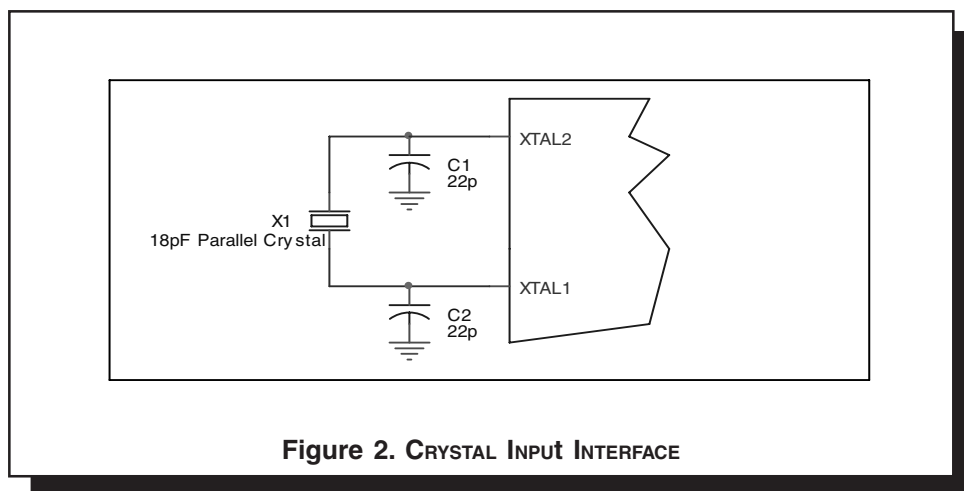 XTAL2
C1
22p
X1
18pF Parallel Crystal
XTAL1
C2
22p
Figure 2. CRYSTAL INPUt INTERFACE